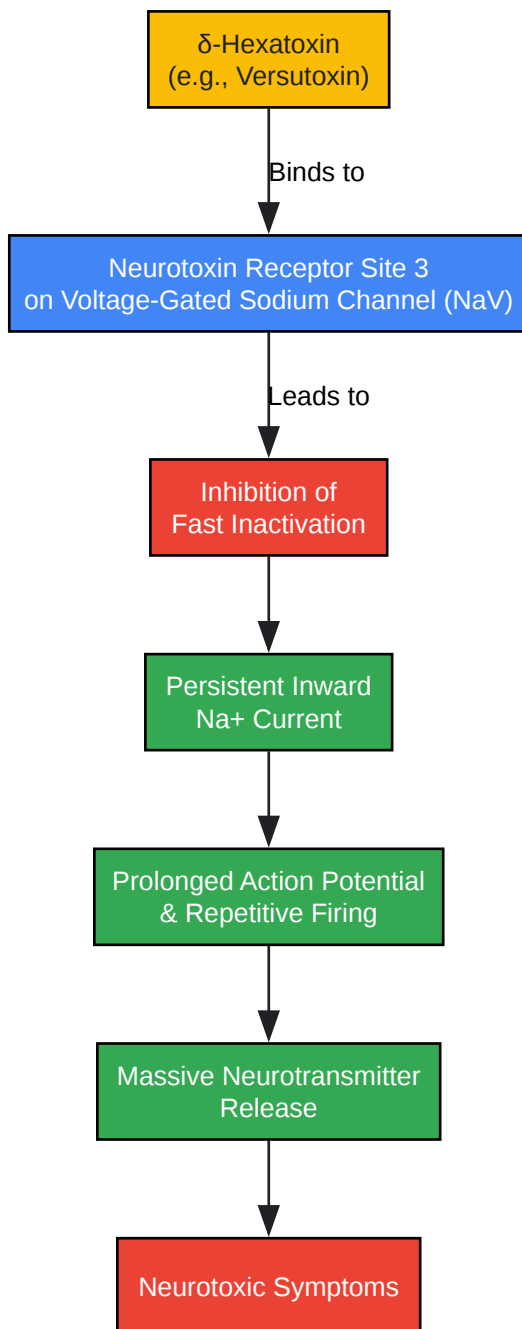 δ-Hexatoxin
(e.g., Versutoxin)
Binds to
Neurotoxin Receptor Site 3
on Voltage-Gated Sodium Channel (NaV)
Leads to
Inhibition of
Fast Inactivation
Persistent Inward
Na+ Current
Prolonged Action Potential
& Repetitive Firing
Massive Neurotransmitter
Release
Neurotoxic Symptoms